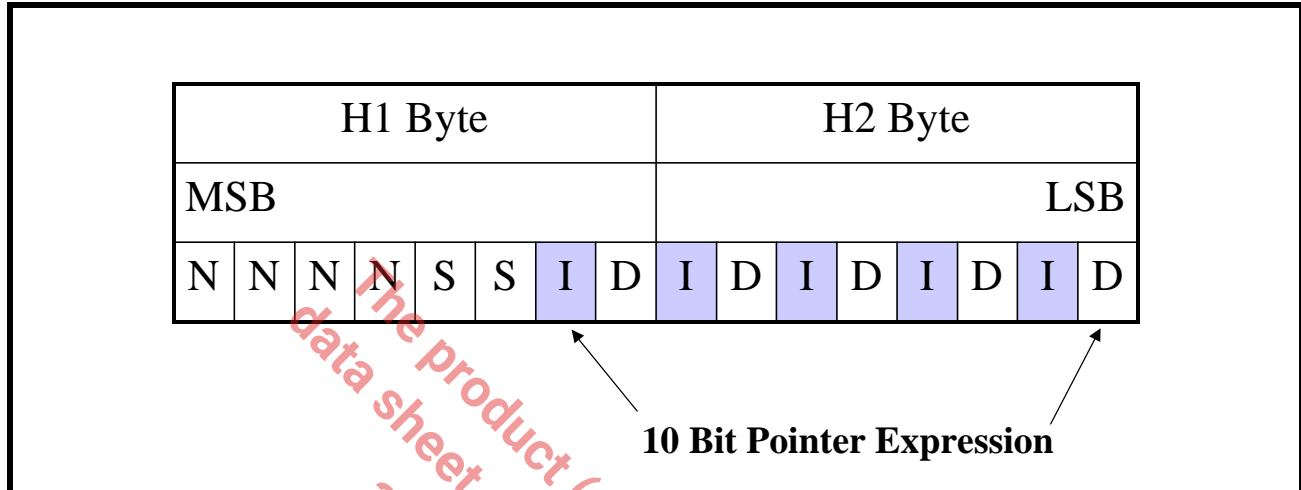 H1 Byte H2 Byte
MSB LSB
N N N N S S I D I D I D I D I D
The product (
data sheet
10 Bit Pointer Expression